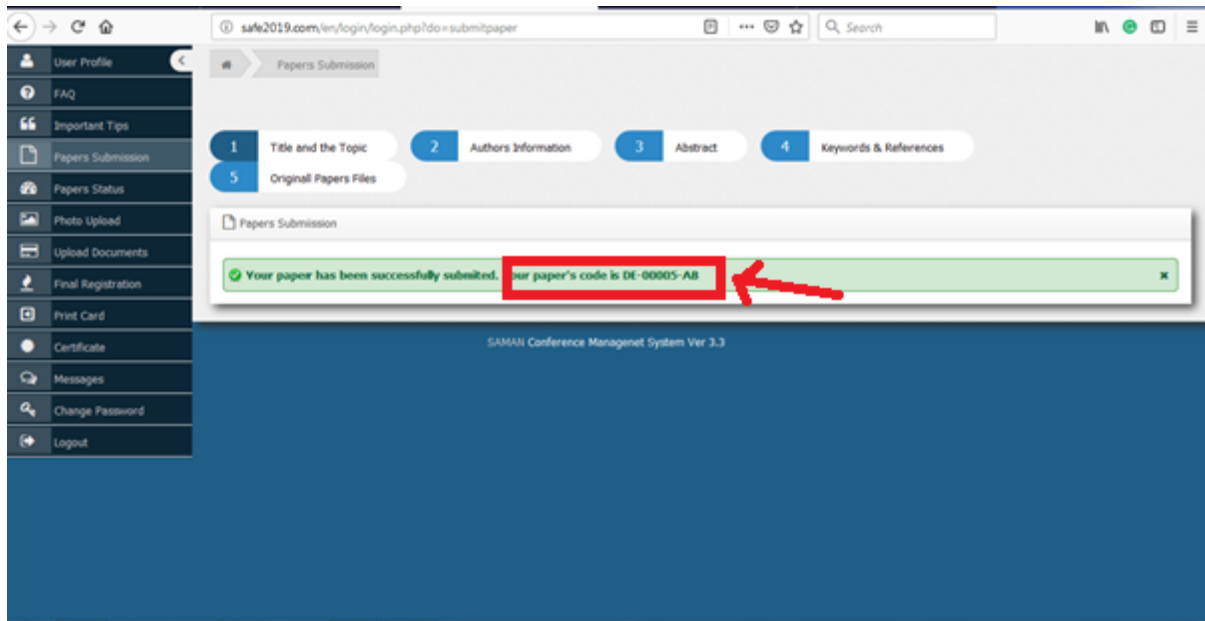 safe2019.com/en/login/login.php?do=submitpaper
Search
User Profile
FAQ
Important Tips
Papers Submission
Papers Status
Photo Upload
Upload Documents
Final Registration
Print Card
Certificate
Messages
Change Password
Logout
Papers Submission
1 Title and the Topic 2 Authors Information 3 Abstract 4 Keywords & References
5 Originall Papers Files
Papers Submission
Your paper has been successfully submited. our paper's code is DE-00005-AB
SAMAN Conference Managenet System Ver 3.3